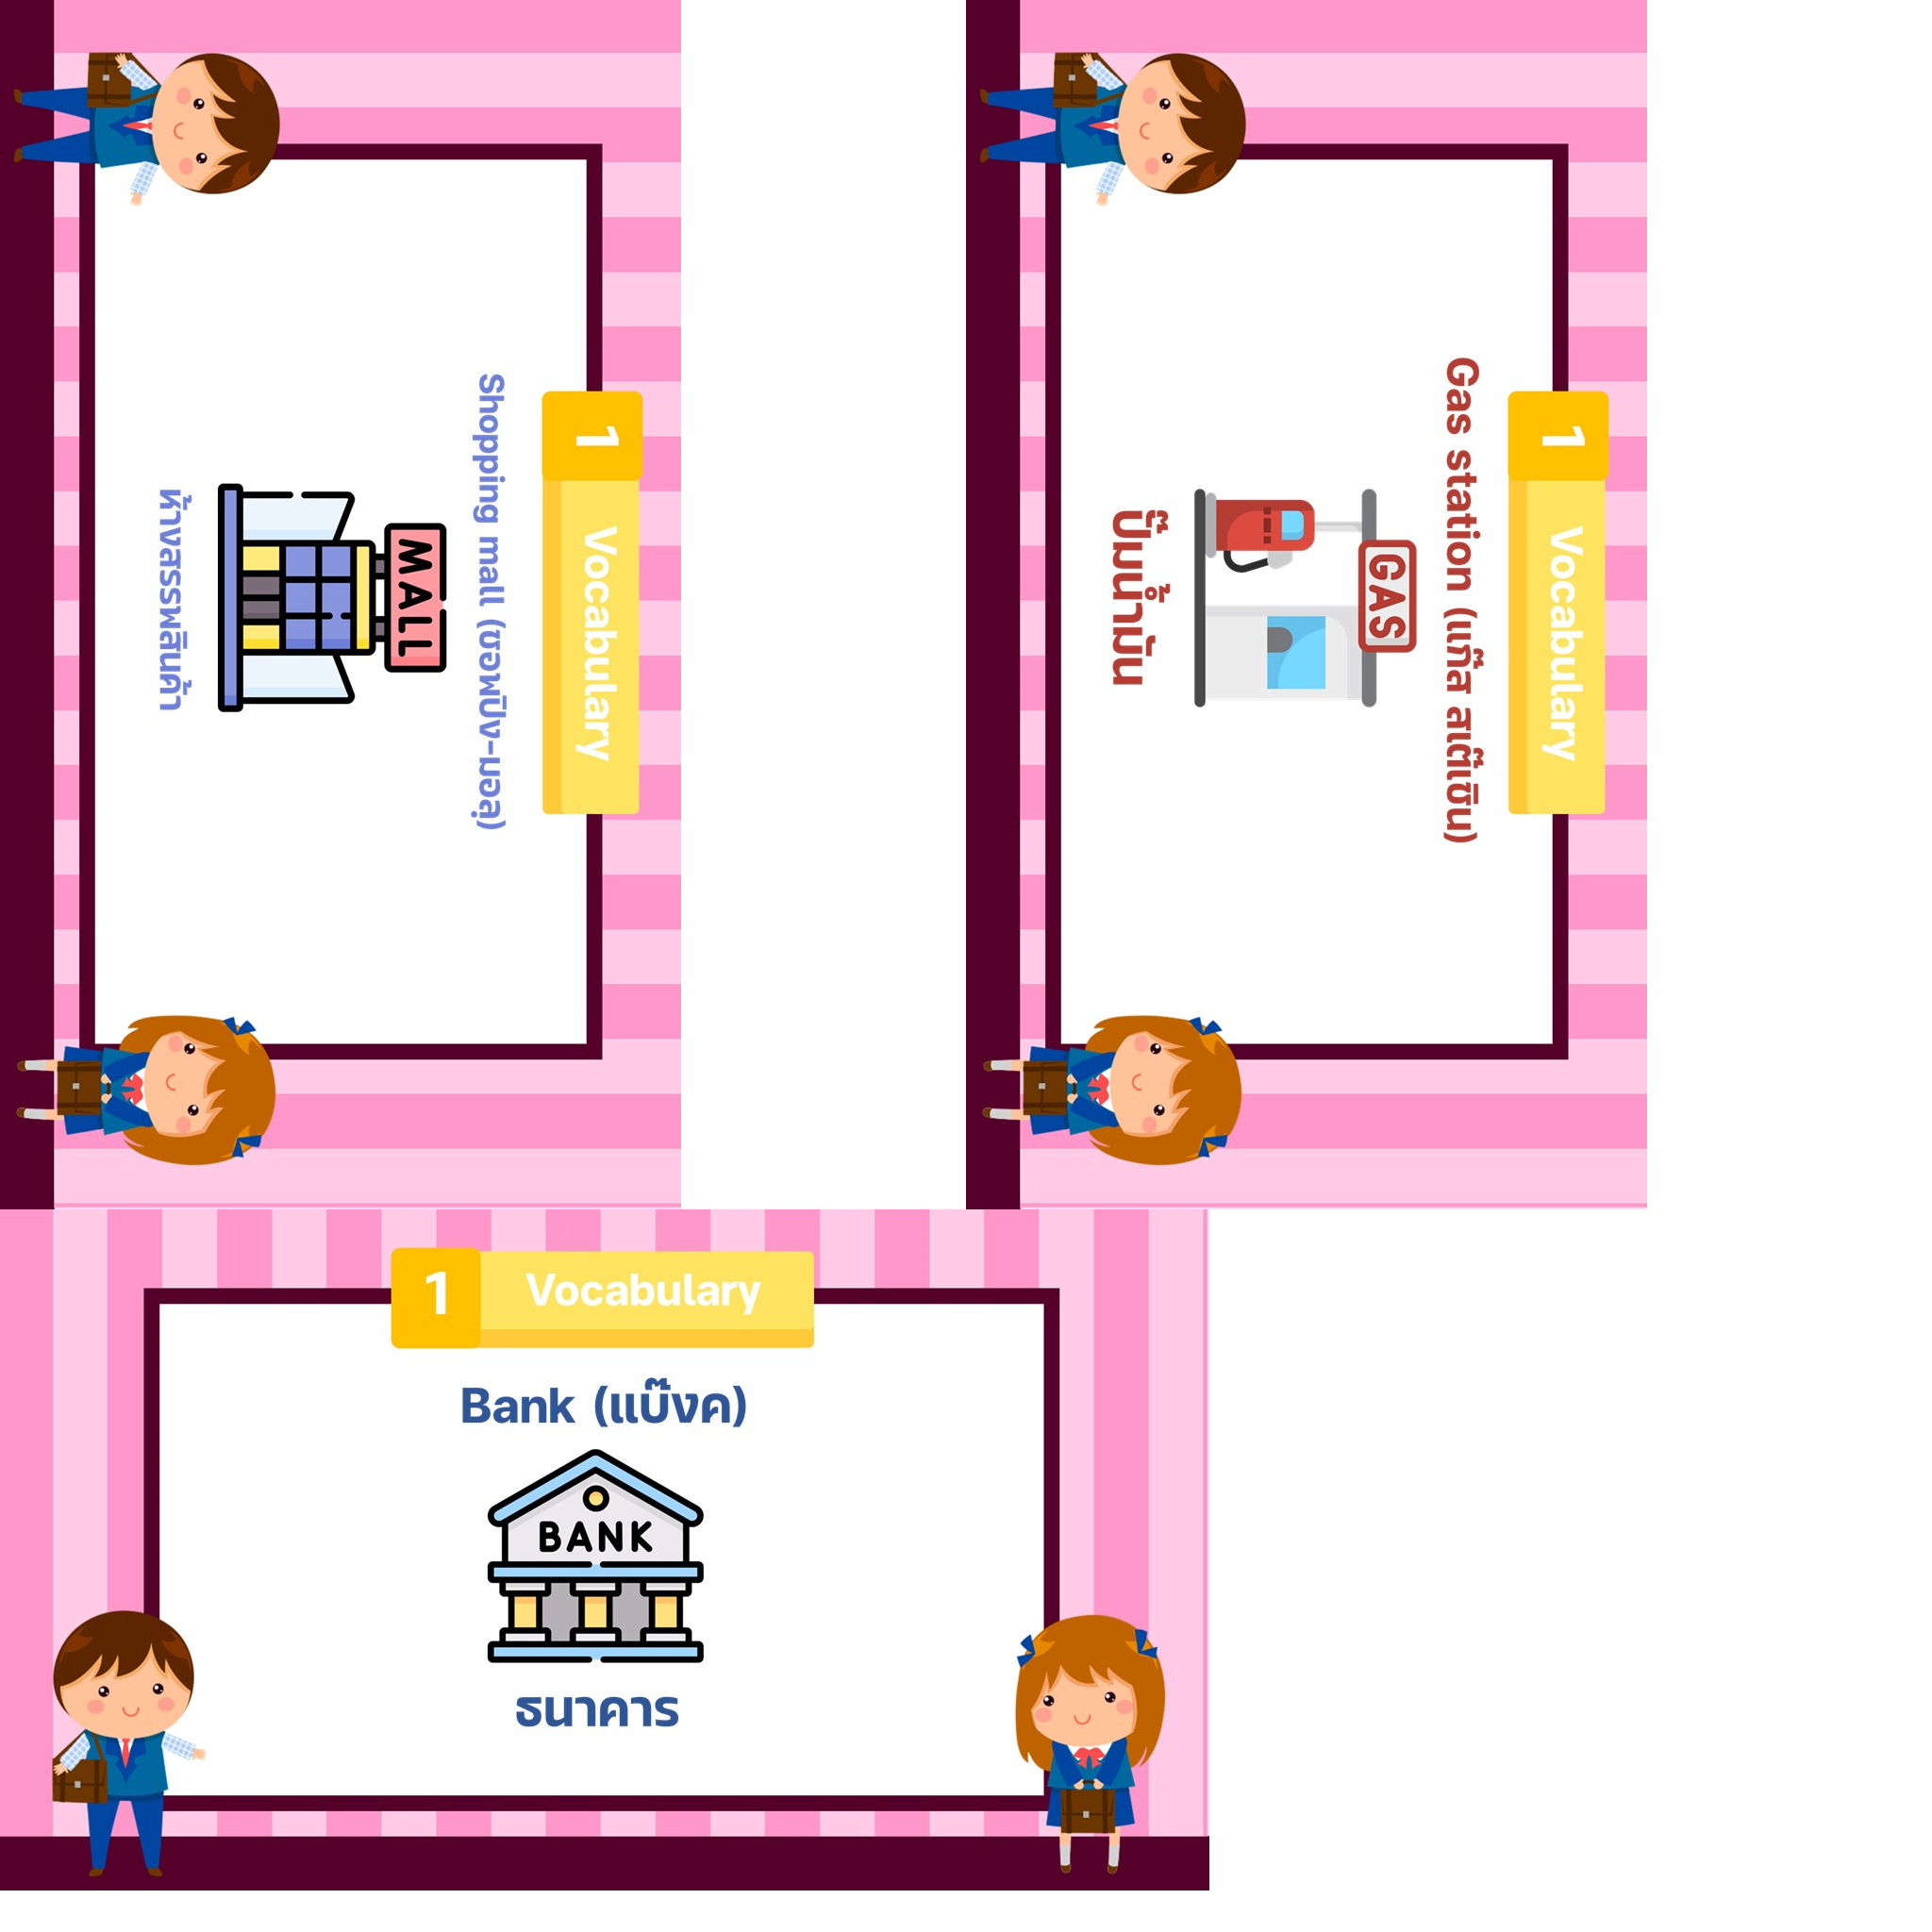 1 Vocabulary
Shopping mall (ชอพปิง-มอลฺ)
MALL
ห้างสรรพสินค้า
1 Vocabulary
Gas station (แก๊ส สเต๊เชิน)
GAS
ปั๊มน้ำมัน
1 Vocabulary
Bank (แบ๊งค)
BANK
ธนาคาร